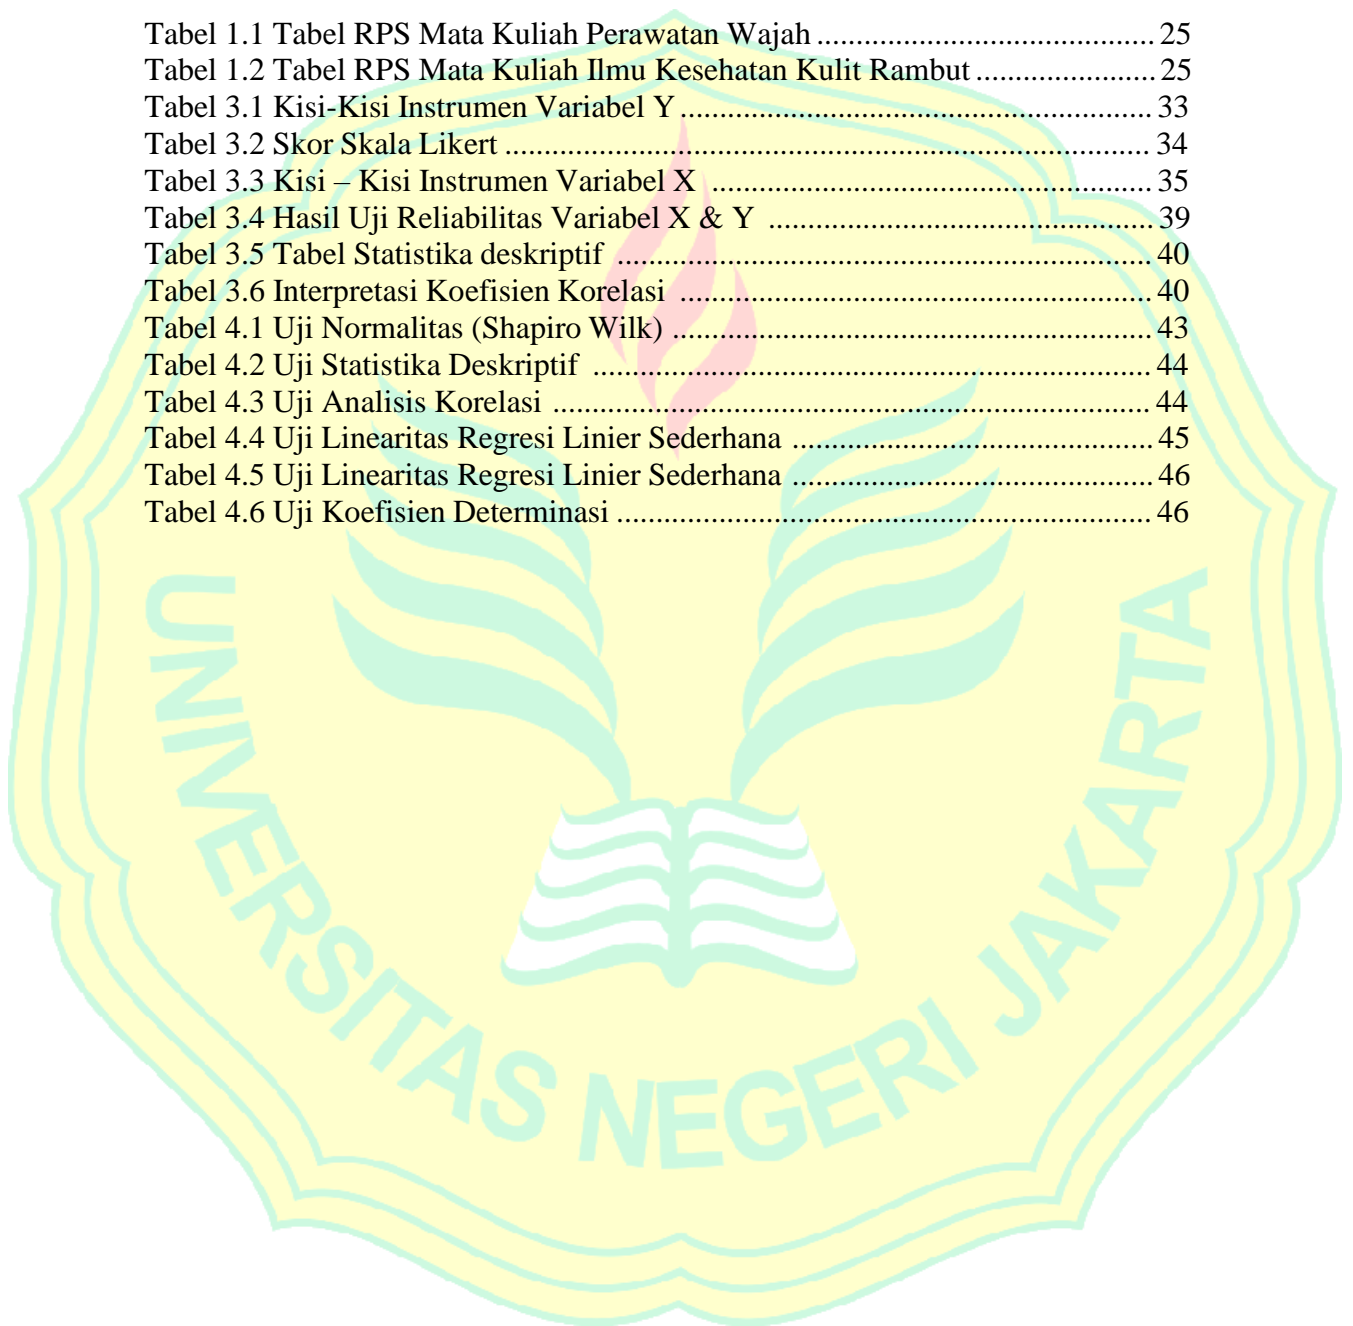 Tabel 1.1 Tabel RPS Mata Kuliah Perawatan Wajah .......................................... 25
Tabel 1.2 Tabel RPS Mata Kuliah Ilmu Kesehatan Kulit Rambut ...................... 25
Tabel 3.1 Kisi-Kisi Instrumen Variabel Y ............................................................ 33
Tabel 3.2 Skor Skala Likert ................................................................................ 34
Tabel 3.3 Kisi – Kisi Instrumen Variabel X ........................................................ 35
Tabel 3.4 Hasil Uji Reliabilitas Variabel X & Y ................................................. 39
Tabel 3.5 Tabel Statistika deskriptif .................................................................... 40
Tabel 3.6 Interpretasi Koefisien Korelasi ............................................................ 40
Tabel 4.1 Uji Normalitas (Shapiro Wilk) ............................................................. 43
Tabel 4.2 Uji Statistika Deskriptif ....................................................................... 44
Tabel 4.3 Uji Analisis Korelasi ............................................................................ 44
Tabel 4.4 Uji Linearitas Regresi Linier Sederhana .............................................. 45
Tabel 4.5 Uji Linearitas Regresi Linier Sederhana .............................................. 46
Tabel 4.6 Uji Koefisien Determinasi .................................................................... 46
UNIVERSITAS NEGERI JAKARTA